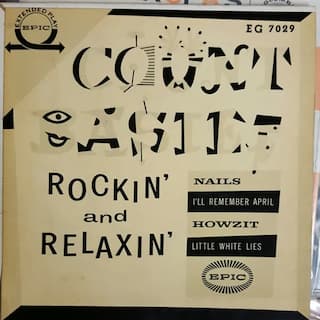 EXTENDED PLAY
EPIC
EG 7029
COUNT
BASIE
ROCKIN'
and
RELAXIN'
NAILS
I'LL REMEMBER APRIL
HOWZIT
LITTLE WHITE LIES
EPIC